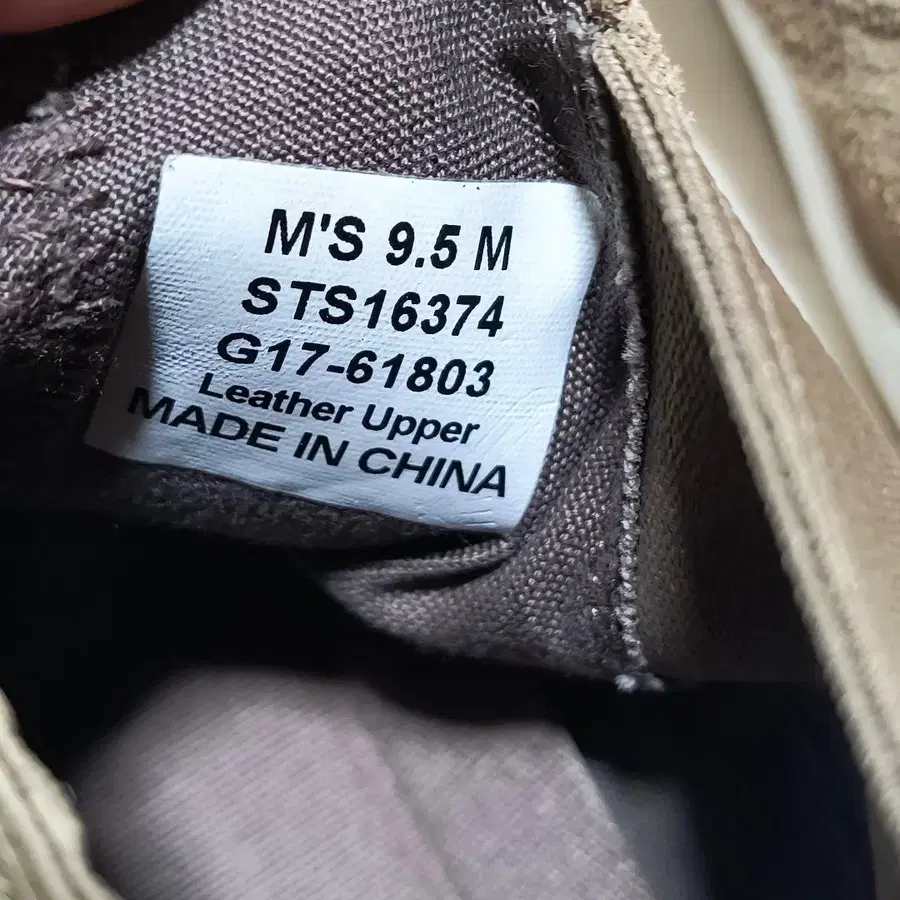 M'S 9.5 M
STS16374
G17-61803
Leather Upper
MADE IN CHINA